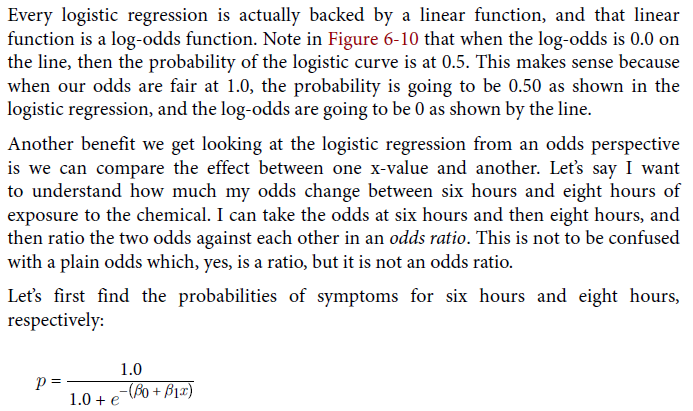 Every logistic regression is actually backed by a linear function, and that linear
function is a log-odds function. Note in Figure 6-10 that when the log-odds is 0.0 on
the line, then the probability of the logistic curve is at 0.5. This makes sense because
when our odds are fair at 1.0, the probability is going to be 0.50 as shown in the
logistic regression, and the log-odds are going to be 0 as shown by the line.
Another benefit we get looking at the logistic regression from an odds perspective
is we can compare the effect between one x-value and another. Let’s say I want
to understand how much my odds change between six hours and eight hours of
exposure to the chemical. I can take the odds at six hours and then eight hours, and
then ratio the two odds against each other in an odds ratio. This is not to be confused
with a plain odds which, yes, is a ratio, but it is not an odds ratio.
Let’s first find the probabilities of symptoms for six hours and eight hours,
respectively:
p = 1.0 / 1.0 + e^−(β0 + β1x)